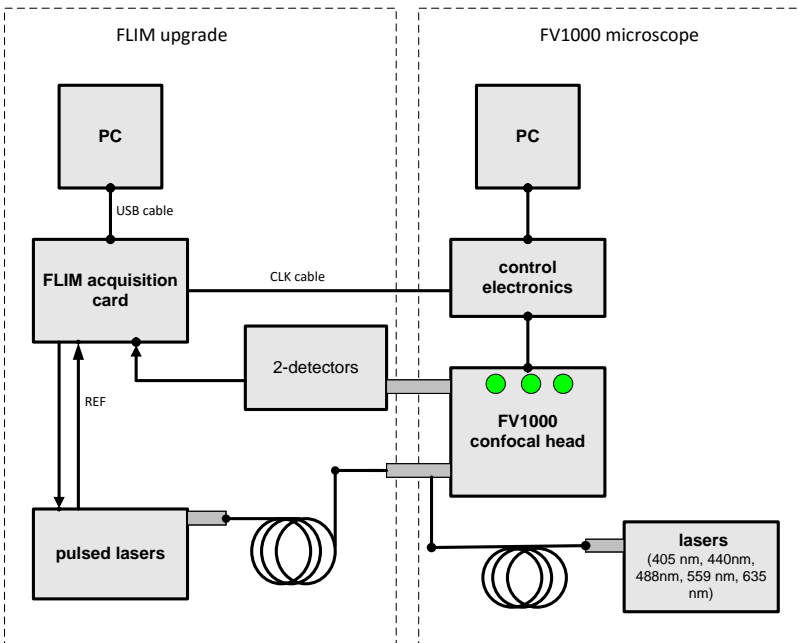 FLIM upgrade
FV1000 microscope
PC
PC
USB cable
FLIM acquisition
card
CLK cable
control
electronics
2-detectors
REF
FV1000
confocal head
pulsed lasers
lasers
(405 nm, 440nm,
488nm, 559 nm, 635
nm)